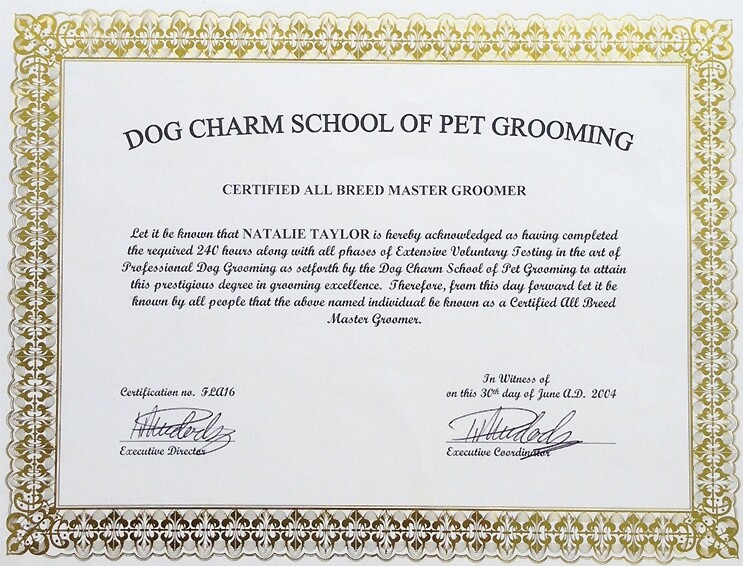 DOG CHARM SCHOOL OF PET GROOMING
CERTIFIED ALL BREED MASTER GROOMER
Let it be known that NATALIE TAYLOR is hereby acknowledged as having completed
the required 240 hours along with all phases of Extensive Voluntary Testing in the art of
Professional Dog Grooming as setforth by the Dog Charm School of Pet Grooming to attain
this prestigious degree in grooming excellence. Therefore, from this day forward let it be
known by all people that the above named individual be known as a Certified All Breed
Master Groomer.
In Witness of
Certification no. FLA16
on this 30th day of June A.D. 2004
Executive Director
Executive Coordinator